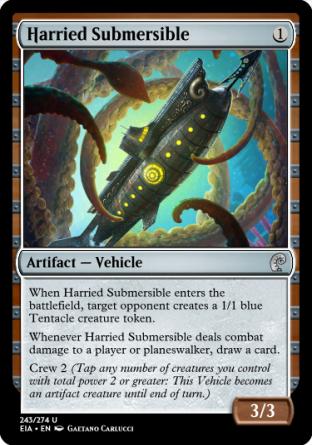 Harried Submersible 1
Artifact — Vehicle
When Harried Submersible enters the
battlefield, target opponent creates a 1/1 blue
Tentacle creature token.
Whenever Harried Submersible deals combat
damage to a player or planeswalker, draw a card.
Crew 2 (Tap any number of creatures you control
with total power 2 or greater: This Vehicle becomes
an artifact creature until end of turn.)
3/3
243/274 U
EIA • EN Gaetano Carlucci